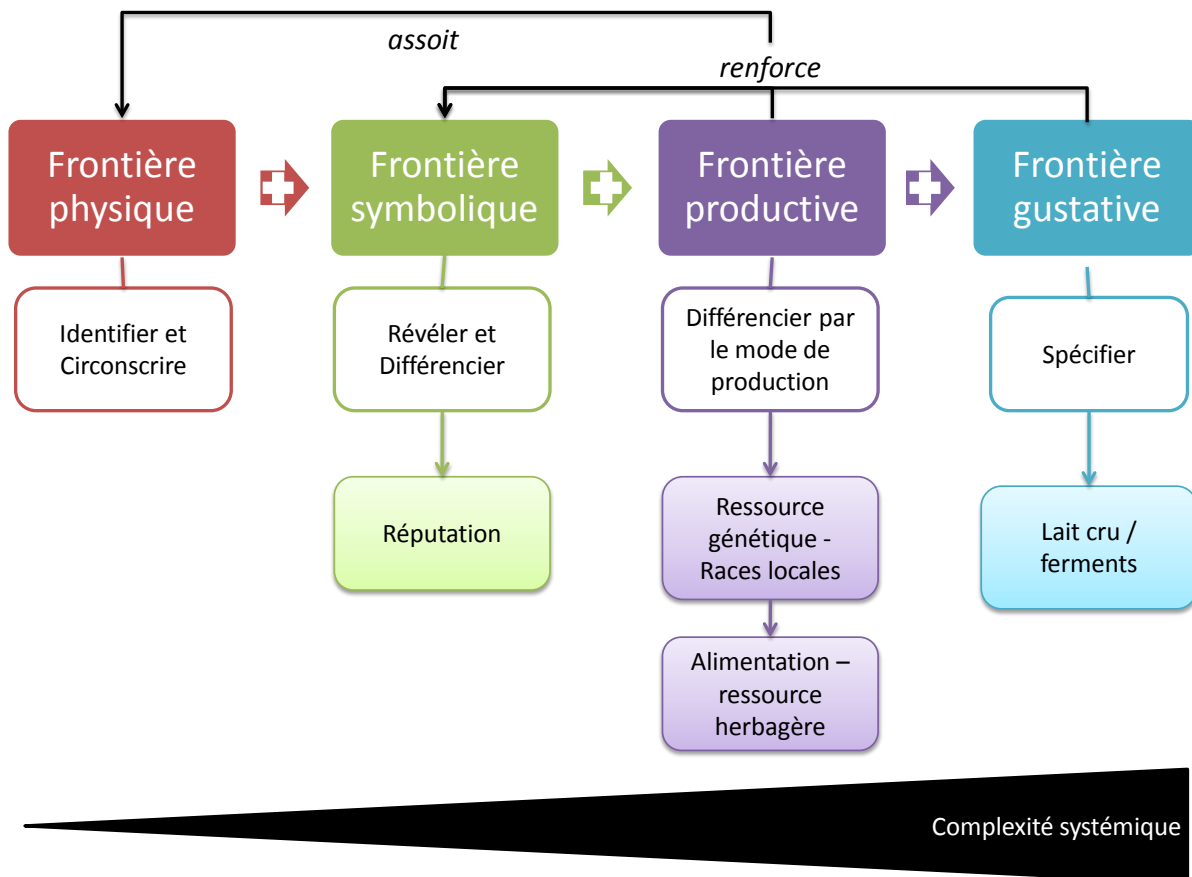 assoit
renforce
Frontière
physique
Frontière
symbolique
Frontière
productive
Frontière
gustative
Identifier et
Circonscrire
Révéler et
Différencier
Différencier par
le mode de
production
Spécifier
Réputation
Ressource
génétique -
Races locales
Lait cru /
ferments
Alimentation –
ressource
herbagère
Complexité systémique